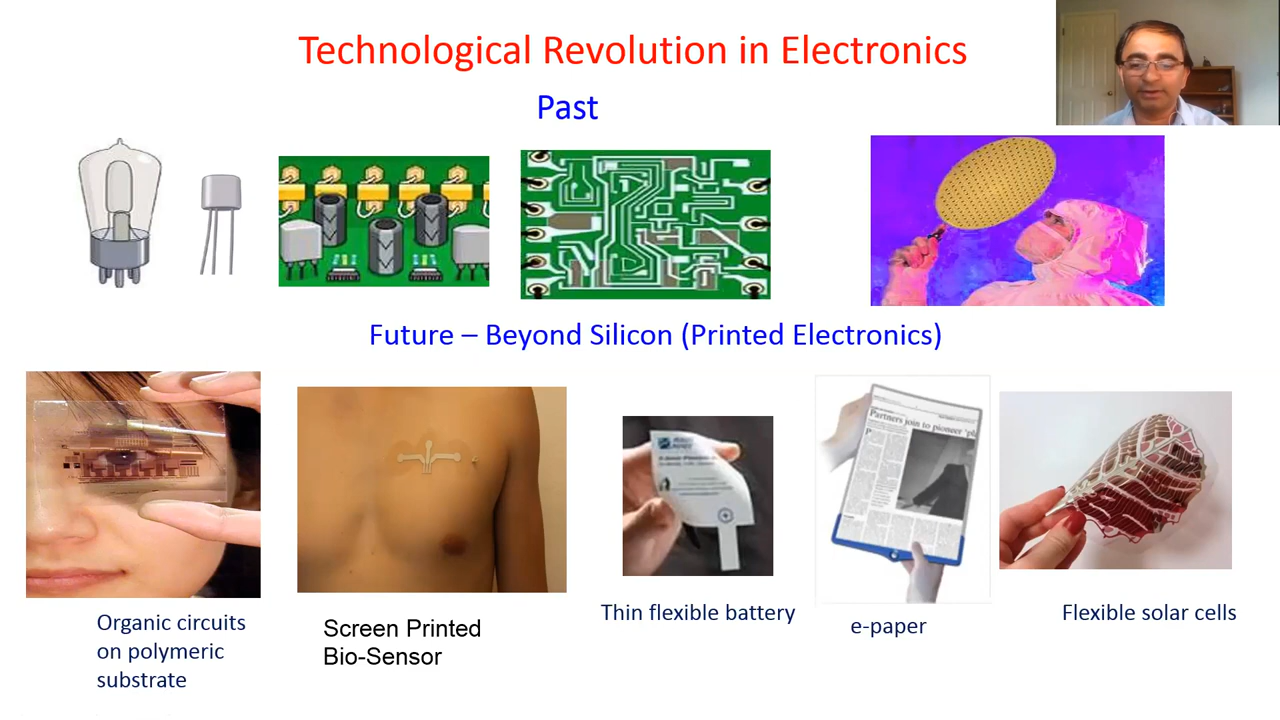 Technological Revolution in Electronics
Past
Future – Beyond Silicon (Printed Electronics)
Partners join to pioneer 'pl
Organic circuits
on polymeric
substrate
Screen Printed
Bio-Sensor
Thin flexible battery
e-paper
Flexible solar cells